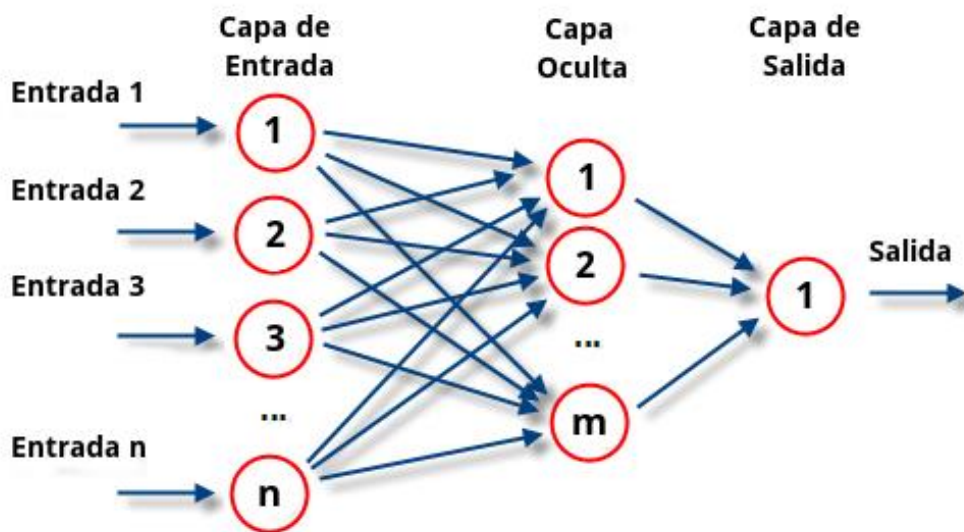 Capa de
Entrada
Capa
Oculta
Capa de
Salida
Entrada 1
1
Entrada 2
2
Entrada 3
3
...
Entrada n
n
1
2
...
m
1
Salida